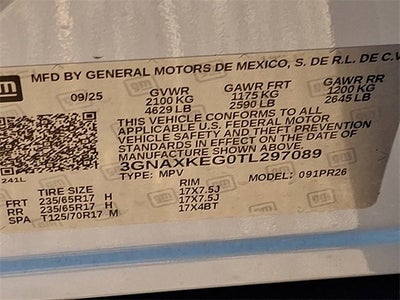 gm MFD BY GENERAL MOTORS DE MEXICO, S. DE R.L. DE C.V
09/25 GVWR GAWR FRT GAWR RR
2100 KG 1175 KG 1200 KG
4629 LB 2590 LB 2645 LB
THIS VEHICLE CONFORMS TO ALL
APPLICABLE U.S. FEDERAL MOTOR
VEHICLE SAFETY AND THEFT PREVENTION
STANDARDS IN EFFECT ON THE DATE OF
MANUFACTURE SHOWN ABOVE.
3GNAXKEG0TL297089
241L TYPE: MPV MODEL: 091PR26
TIRE SIZE RIM
FRT 235/65R17 H 17X7.5J
RR 235/65R17 H 17X7.5J
SPA T125/70R17 M 17X4BT